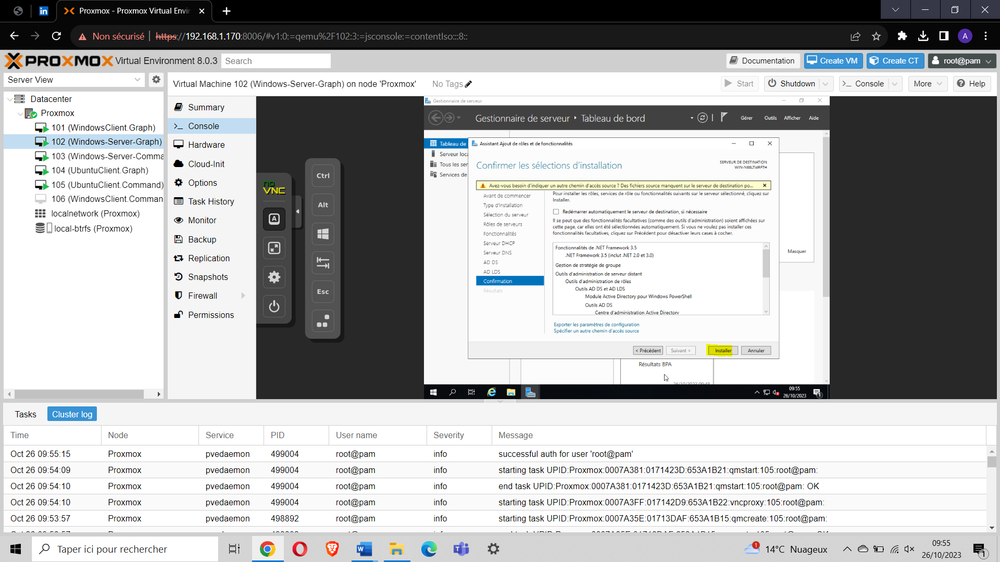 Proxmox - Proxmox Virtual Envir
Non sécurisé
https://192.168.1.170:8006/#v1:0:=qemu%2F102:3:=jsconsole:=contentIso:::8::
A
PROXMOX Virtual Environment 8.0.3
Search
Documentation
Create VM
Create CT
root@pam
Server View
Virtual Machine 102 (Windows-Server-Graph) on node 'Proxmox'
No Tags
Start
Shutdown
Console
More
Help
Datacenter
Proxmox
101 (WindowsClient.Graph)
102 (Windows-Server-Graph)
103 (Windows-Server-Comma
104 (UbuntuClient.Graph)
105 (UbuntuClient.Command)
106 (WindowsClient.Comman
localnetwork (Proxmox)
local-btrfs (Proxmox)
Summary
Console
Hardware
Cloud-Init
Options
Task History
Monitor
Backup
Replication
Snapshots
Firewall
Permissions
no
VNC
A
Ctrl
Alt
Esc
Gestionnaire de serveur
Gestionnaire de serveur
Tableau de bord
Gérer
Outils
Afficher
Aide
Tableau de
Serveur loca
Tous les ser
Services de
Masquer
Assistant Ajout de rôles et de fonctionnalités
Confirmer les sélections d'installation
SERVEUR DE DESTINATION
WIN-NE8LTI4RFTH
Avez-vous besoin d'indiquer un autre chemin d'accès source ? Des fichiers source manquent sur le serveur de destination po...
Avant de commencer
Type d'installation
Sélection du serveur
Rôles de serveurs
Fonctionnalités
Serveur DHCP
Serveur DNS
AD DS
AD LDS
Confirmation
Résultats
Pour installer les rôles, services de rôle ou fonctionnalités suivants sur le serveur sélectionné, cliquez sur
Installer.
Redémarrer automatiquement le serveur de destination, si nécessaire
Il se peut que des fonctionnalités facultatives (comme des outils d'administration) soient affichées sur
cette page, car elles ont été sélectionnées automatiquement. Si vous ne voulez pas installer ces
fonctionnalités facultatives, cliquez sur Précédent pour désactiver leurs cases à cocher.
Fonctionnalités de .NET Framework 3.5
.NET Framework 3.5 (inclut .NET 2.0 et 3.0)
Gestion de stratégie de groupe
Outils d'administration de serveur distant
Outils d'administration de rôles
Outils AD DS et AD LDS
Module Active Directory pour Windows PowerShell
Outils AD DS
Centre d'administration Active Directory
Exporter les paramètres de configuration
Spécifier un autre chemin d'accès source
< Précédent
Suivant >
Installer
Annuler
Résultats BPA
26/10/2023 09:48
09:55
26/10/2023
1
Tasks
Cluster log
Time Node Service PID User name Severity Message
Oct 26 09:55:15 Proxmox pvedaemon 499004 root@pam info successful auth for user 'root@pam'
Oct 26 09:54:09 Proxmox pvedaemon 499004 root@pam info starting task UPID:Proxmox:0007A381:0171423D:653A1B21:qmstart:105:root@pam:
Oct 26 09:54:10 Proxmox pvedaemon 499004 root@pam info end task UPID:Proxmox:0007A381:0171423D:653A1B21:qmstart:105:root@pam: OK
Oct 26 09:54:10 Proxmox pvedaemon 499004 root@pam info starting task UPID:Proxmox:0007A3FF:017142D9:653A1B22:vncproxy:105:root@pam:
Oct 26 09:53:57 Proxmox pvedaemon 498892 root@pam info starting task UPID:Proxmox:0007A35E:01713DAF:653A1B15:qmcreate:105:root@pam:
Taper ici pour rechercher
1
14°C Nuageux
09:55
26/10/2023
1